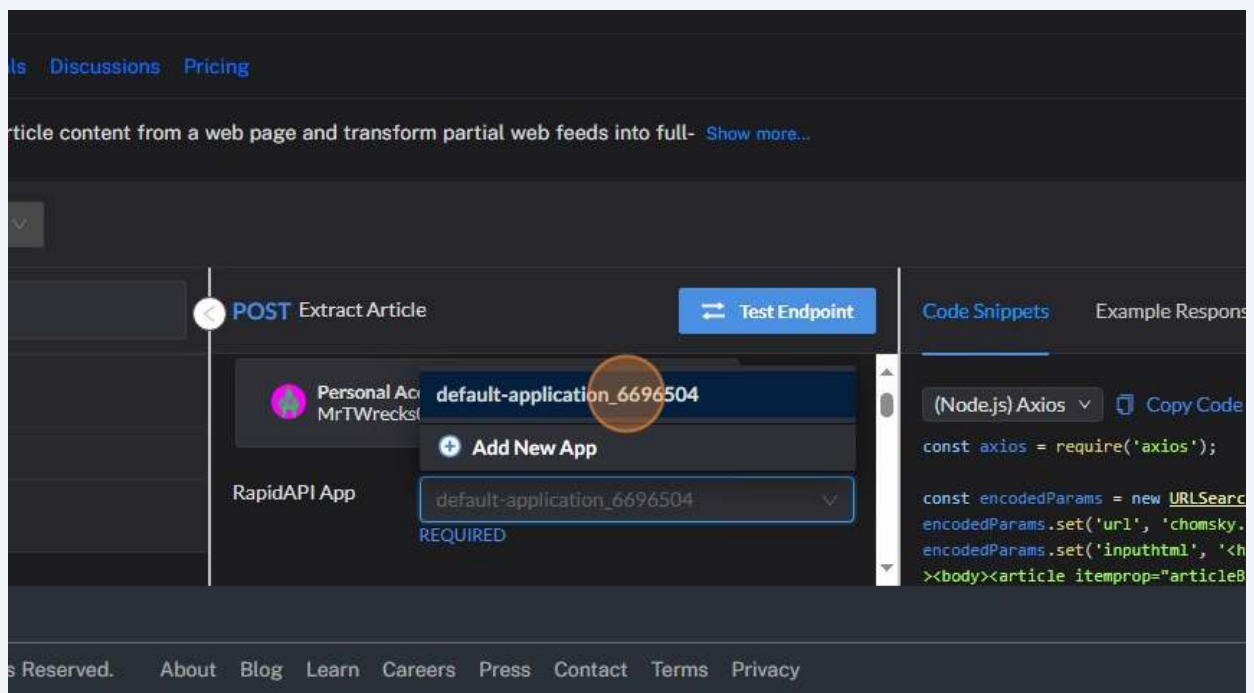 ls Discussions Pricing
rticle content from a web page and transform partial web feeds into full- Show more...
POST Extract Article
Test Endpoint
Personal Acc
MrTWrecks
default-application_6696504
Add New App
RapidAPI App
default-application_6696504
REQUIRED
Code Snippets Example Respons
(Node.js) Axios Copy Code
const axios = require('axios');
const encodedParams = new URLSearc
encodedParams.set('url', 'chomsky.
encodedParams.set('inputhtml', '<h
><body><article itemprop="articleB
s Reserved. About Blog Learn Careers Press Contact Terms Privacy